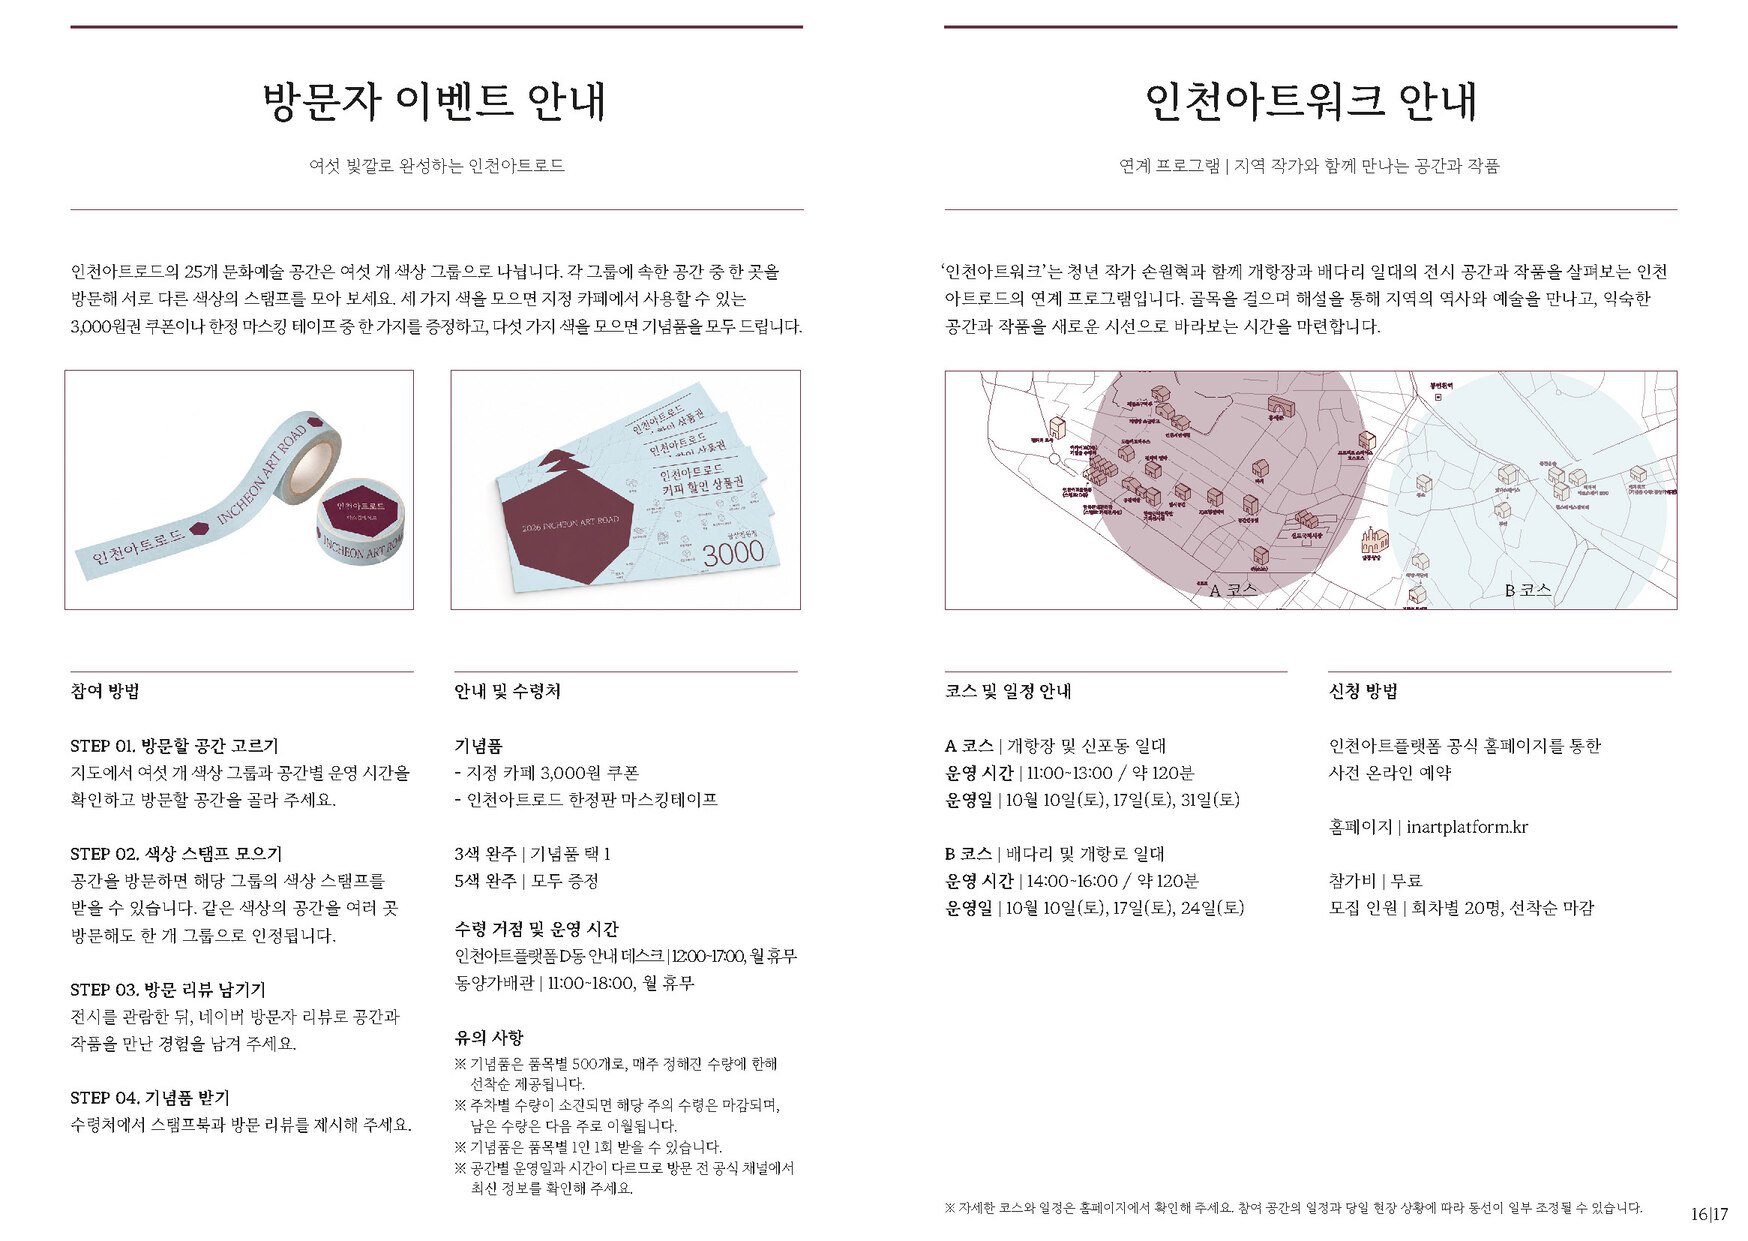 방문자 이벤트 안내
여섯 빛깔로 완성하는 인천아트로드
인천아트로드의 25개 문화예술 공간은 여섯 개 색상 그룹으로 나뉩니다. 각 그룹에 속한 공간 중 한 곳을
방문해 서로 다른 색상의 스탬프를 모아 보세요. 세 가지 색을 모으면 지정 카페에서 사용할 수 있는
3,000원권 쿠폰이나 한정 마스킹 테이프 중 한 가지를 증정하고, 다섯 가지 색을 모으면 기념품을 모두 드립니다.
인천아트로드
INCHEON ART ROAD
인천아트로드
INCHEON ART ROAD
인천아트로드
인천아트로드
인천아트로드
커피 할인 상품권
2026 INCHEON ART ROAD
3000
참여 방법
STEP 01. 방문할 공간 고르기
지도에서 여섯 개 색상 그룹과 공간별 운영 시간을
확인하고 방문할 공간을 골라 주세요.
STEP 02. 색상 스탬프 모으기
공간을 방문하면 해당 그룹의 색상 스탬프를
받을 수 있습니다. 같은 색상의 공간을 여러 곳
방문해도 한 개 그룹으로 인정됩니다.
STEP 03. 방문 리뷰 남기기
전시를 관람한 뒤, 네이버 방문자 리뷰로 공간과
작품을 만난 경험을 남겨 주세요.
STEP 04. 기념품 받기
수령처에서 스탬프북과 방문 리뷰를 제시해 주세요.
안내 및 수령처
기념품
- 지정 카페 3,000원 쿠폰
- 인천아트로드 한정판 마스킹테이프
3색 완주 | 기념품 택 1
5색 완주 | 모두 증정
수령 거점 및 운영 시간
인천아트플랫폼 D동 안내 데스크 | 12:00~17:00, 월 휴무
동양가배관 | 11:00~18:00, 월 휴무
유의 사항
※ 기념품은 품목별 500개로, 매주 정해진 수량에 한해
선착순 제공됩니다.
※ 주차별 수량이 소진되면 해당 주의 수령은 마감되며,
남은 수량은 다음 주로 이월됩니다.
※ 기념품은 품목별 1인 1회 받을 수 있습니다.
※ 공간별 운영일과 시간이 다르므로 방문 전 공식 채널에서
최신 정보를 확인해 주세요.
인천아트워크 안내
연계 프로그램 | 지역 작가와 함께 만나는 공간과 작품
‘인천아트워크’는 청년 작가 손원혁과 함께 개항장과 배다리 일대의 전시 공간과 작품을 살펴보는 인천
아트로드의 연계 프로그램입니다. 골목을 걸으며 해설을 통해 지역의 역사와 예술을 만나고, 익숙한
공간과 작품을 새로운 시선으로 바라보는 시간을 마련합니다.
A 코스
B 코스
코스 및 일정 안내
A 코스 | 개항장 및 신포동 일대
운영 시간 | 11:00~13:00 / 약 120분
운영일 | 10월 10일(토), 17일(토), 31일(토)
B 코스 | 배다리 및 개항로 일대
운영 시간 | 14:00~16:00 / 약 120분
운영일 | 10월 10일(토), 17일(토), 24일(토)
신청 방법
인천아트플랫폼 공식 홈페이지를 통한
사전 온라인 예약
홈페이지 | inartplatform.kr
참가비 | 무료
모집 인원 | 회차별 20명, 선착순 마감
※ 자세한 코스와 일정은 홈페이지에서 확인해 주세요. 참여 공간의 일정과 당일 현장 상황에 따라 동선이 일부 조정될 수 있습니다.
16|17